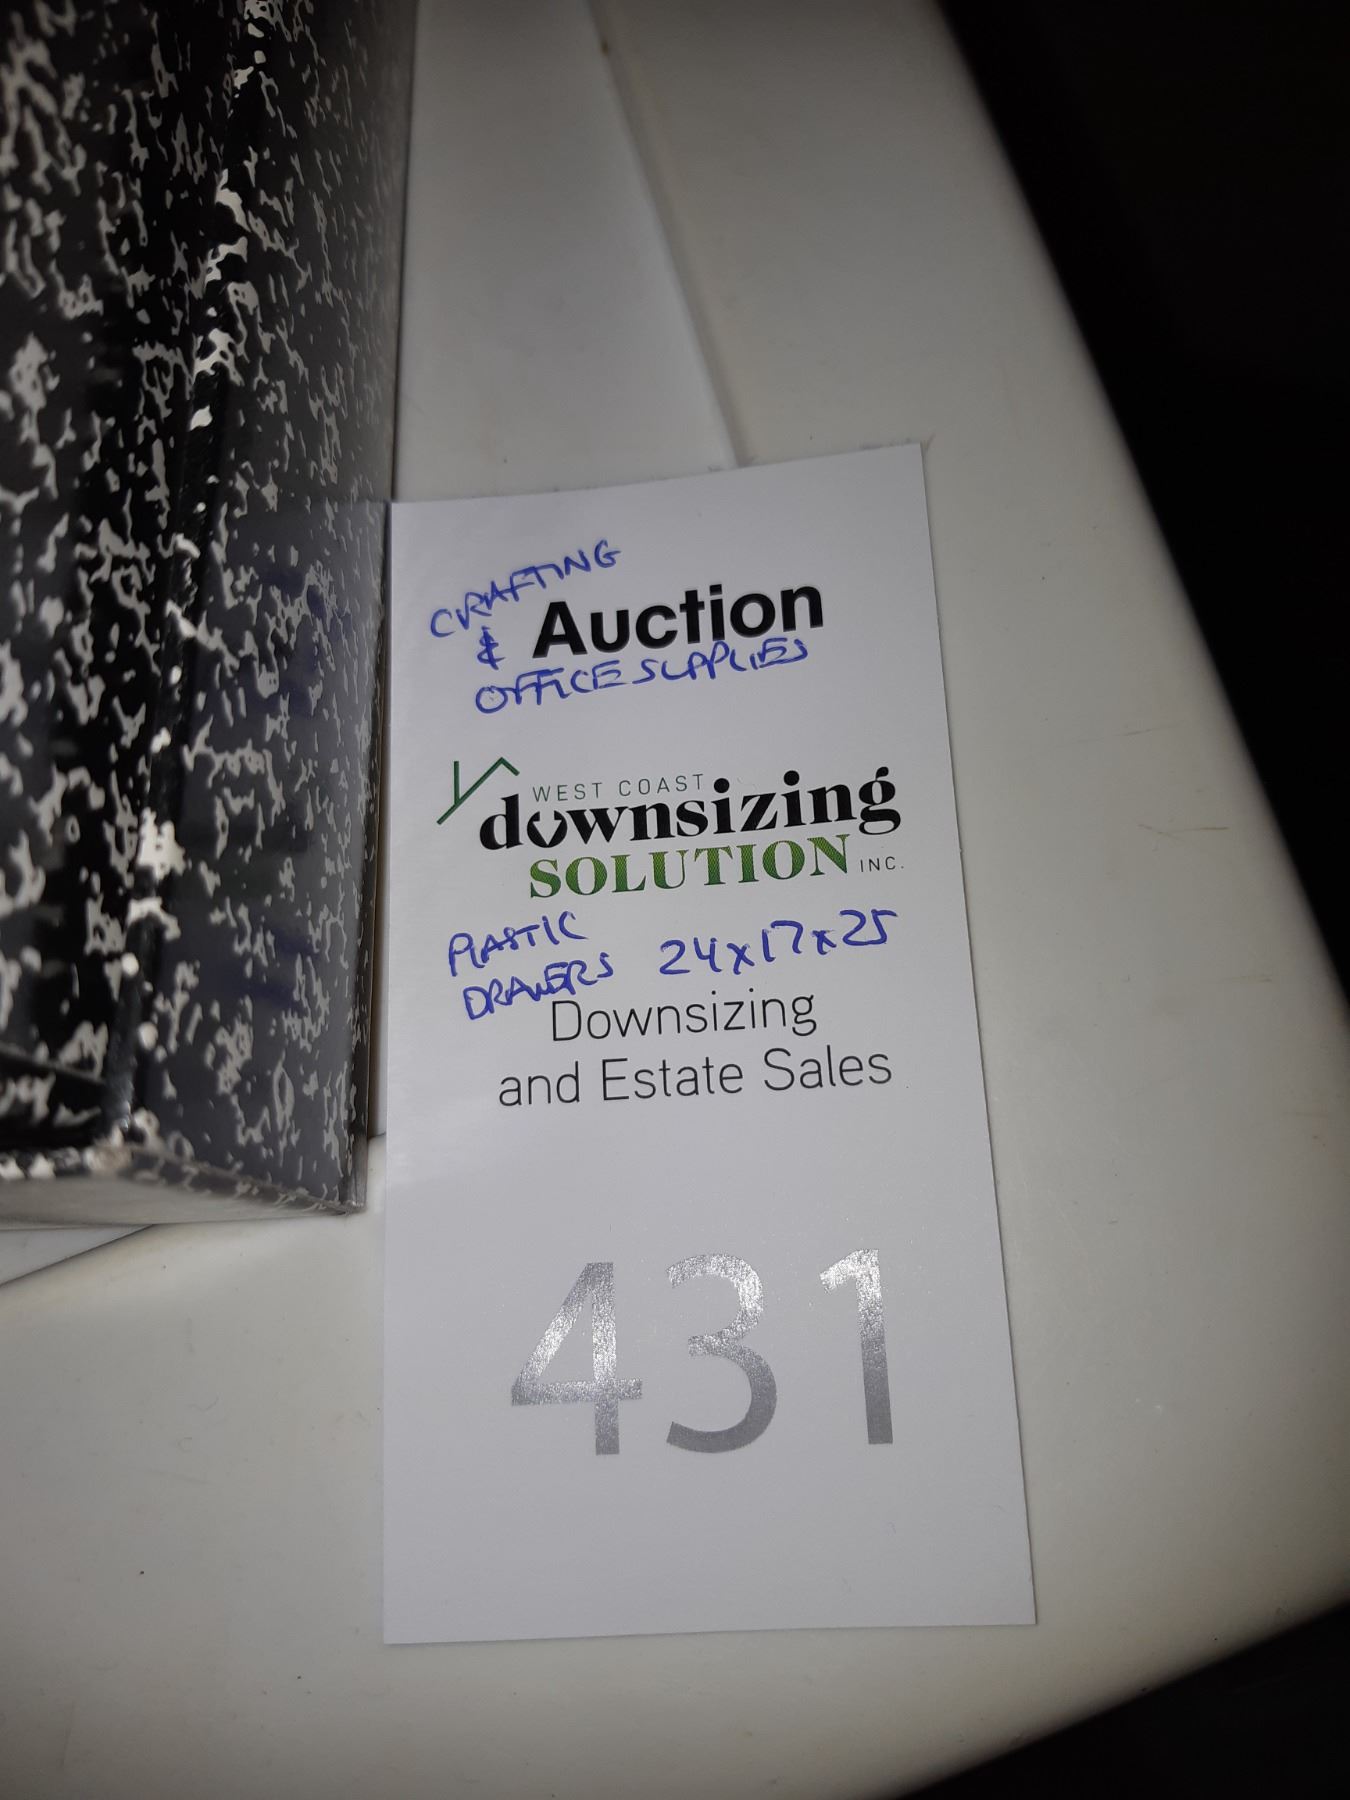 CRAFTING
& Auction
OFFICE SUPPLIES
WEST COAST
downsizing
SOLUTION INC.
PLASTIC
DRAWERS 24x17x25
Downsizing
and Estate Sales
431